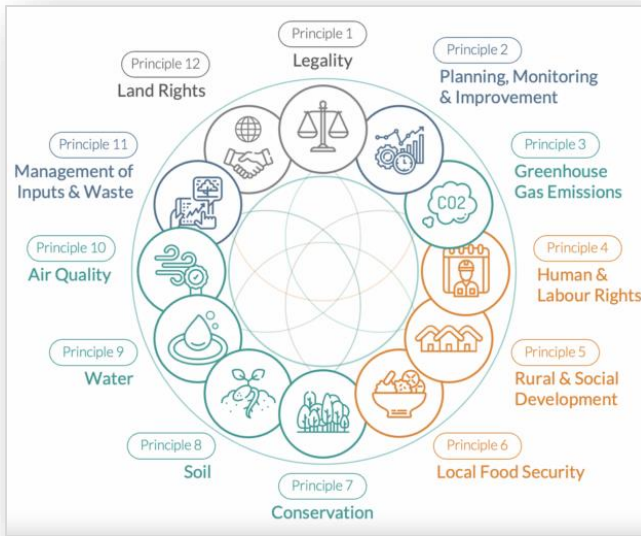 Principle 1
Legality
Principle 2
Planning, Monitoring
& Improvement
Principle 3
Greenhouse
Gas Emissions
CO2
Principle 4
Human &
Labour Rights
Principle 5
Rural & Social
Development
Principle 6
Local Food Security
Principle 7
Conservation
Principle 8
Soil
Principle 9
Water
Principle 10
Air Quality
Principle 11
Management of
Inputs & Waste
Principle 12
Land Rights